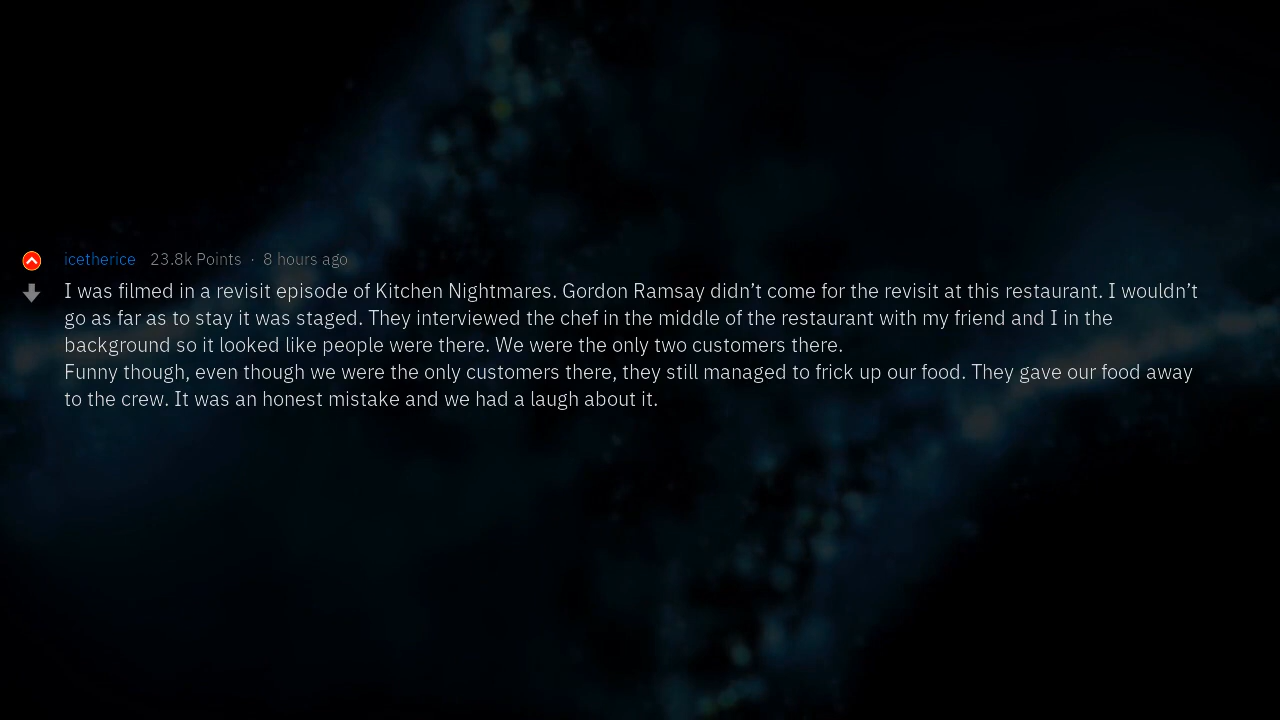 icetherice 23.8k Points · 8 hours ago
I was filmed in a revisit episode of Kitchen Nightmares. Gordon Ramsay didn’t come for the revisit at this restaurant. I wouldn’t
go as far as to stay it was staged. They interviewed the chef in the middle of the restaurant with my friend and I in the
background so it looked like people were there. We were the only two customers there.
Funny though, even though we were the only customers there, they still managed to frick up our food. They gave our food away
to the crew. It was an honest mistake and we had a laugh about it.